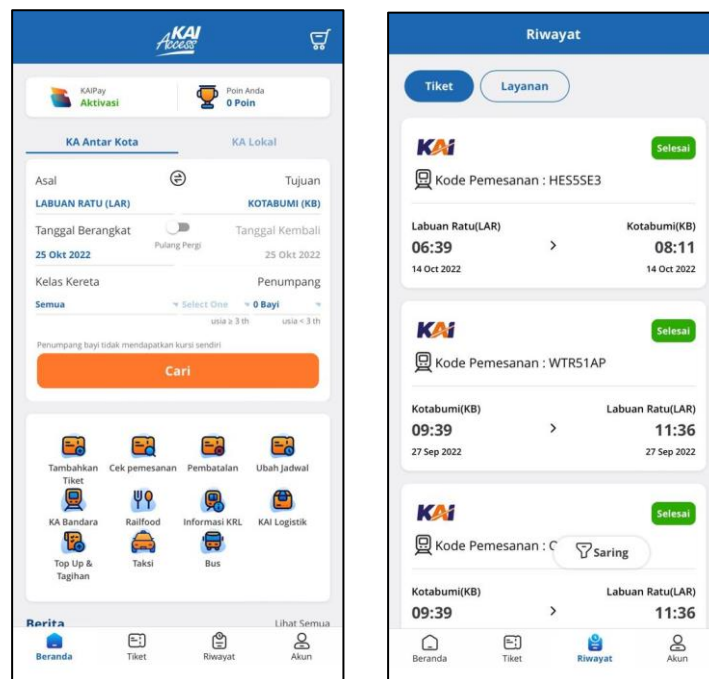 KAI Access
KAIPay
Aktivasi
Poin Anda
0 Poin
KA Antar Kota
KA Lokal
Asal
Tujuan
LABUAN RATU (LAR)
KOTABUMI (KB)
Tanggal Berangkat
Pulang Pergi
Tanggal Kembali
25 Okt 2022
25 Okt 2022
Kelas Kereta
Penumpang
Semua
Select One
0 Bayi
usia ≥ 3 th
usia < 3 th
Penumpang bayi tidak mendapatkan kursi sendiri
Cari
Tambahkan Tiket
Cek pemesanan
Pembatalan
Ubah Jadwal
KA Bandara
Railfood
Informasi KRL
KAI Logistik
Top Up & Tagihan
Taksi
Bus
Berita
Lihat Semua
Beranda
Tiket
Riwayat
Akun
Riwayat
Tiket
Layanan
KAI
Selesai
Kode Pemesanan : HES5SE3
Labuan Ratu(LAR)
Kotabumi(KB)
06:39
>
08:11
14 Oct 2022
14 Oct 2022
KAI
Selesai
Kode Pemesanan : WTR51AP
Kotabumi(KB)
Labuan Ratu(LAR)
09:39
>
11:36
27 Sep 2022
27 Sep 2022
KAI
Selesai
Kode Pemesanan :
Saring
Kotabumi(KB)
Labuan Ratu(LAR)
09:39
>
11:36
Beranda
Tiket
Riwayat
Akun